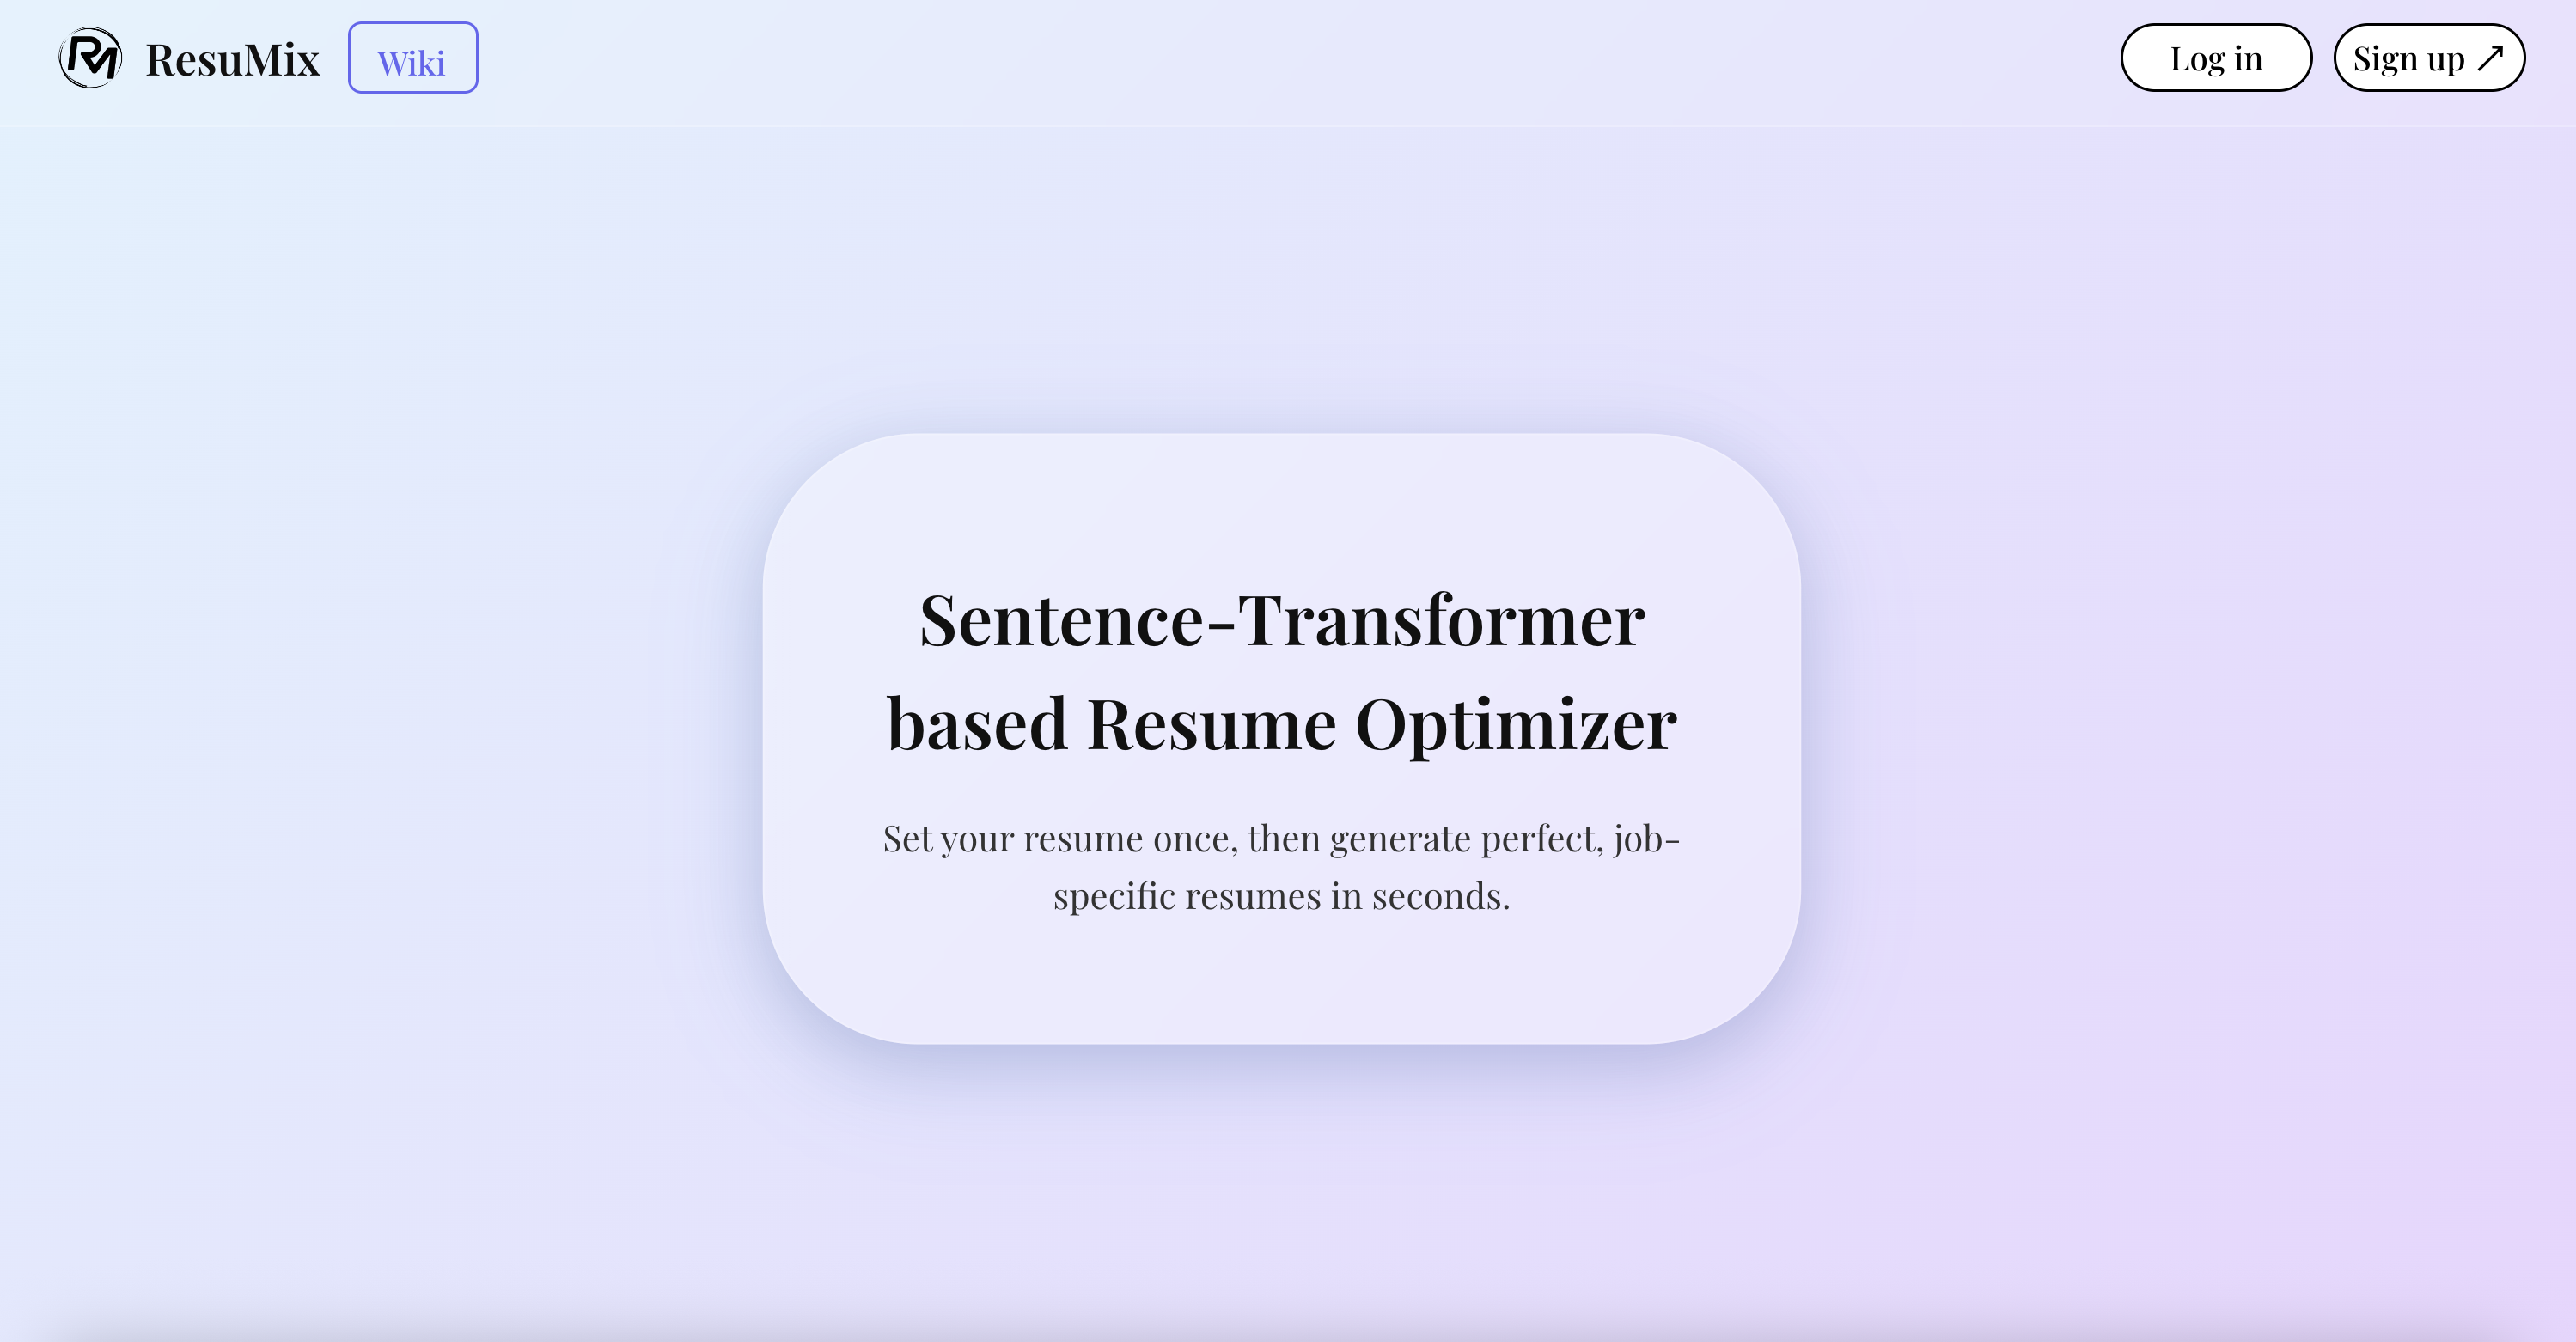 RM ResuMix Wiki Log in Sign up ↗
Sentence-Transformer
based Resume Optimizer
Set your resume once, then generate perfect, job-
specific resumes in seconds.